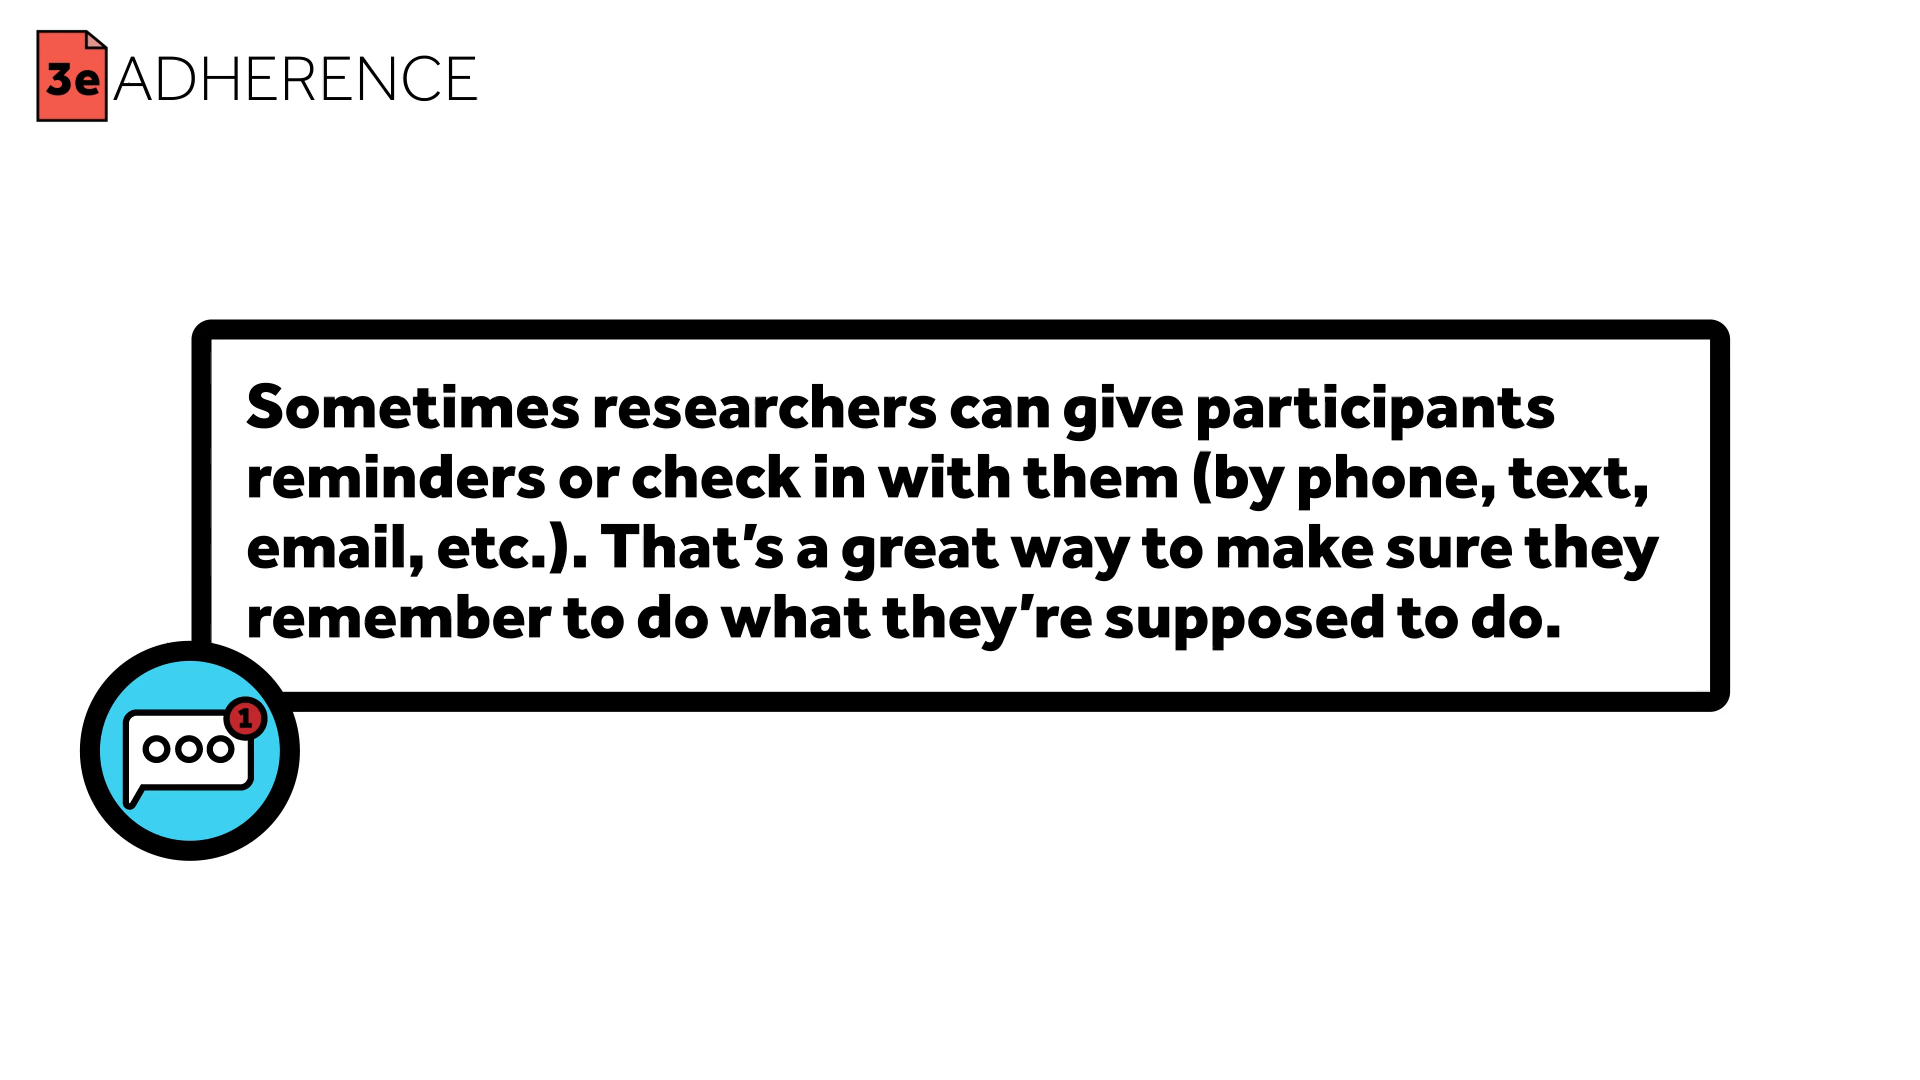 3e ADHERENCE
Sometimes researchers can give participants
reminders or check in with them (by phone, text,
email, etc.). That’s a great way to make sure they
remember to do what they’re supposed to do.
1